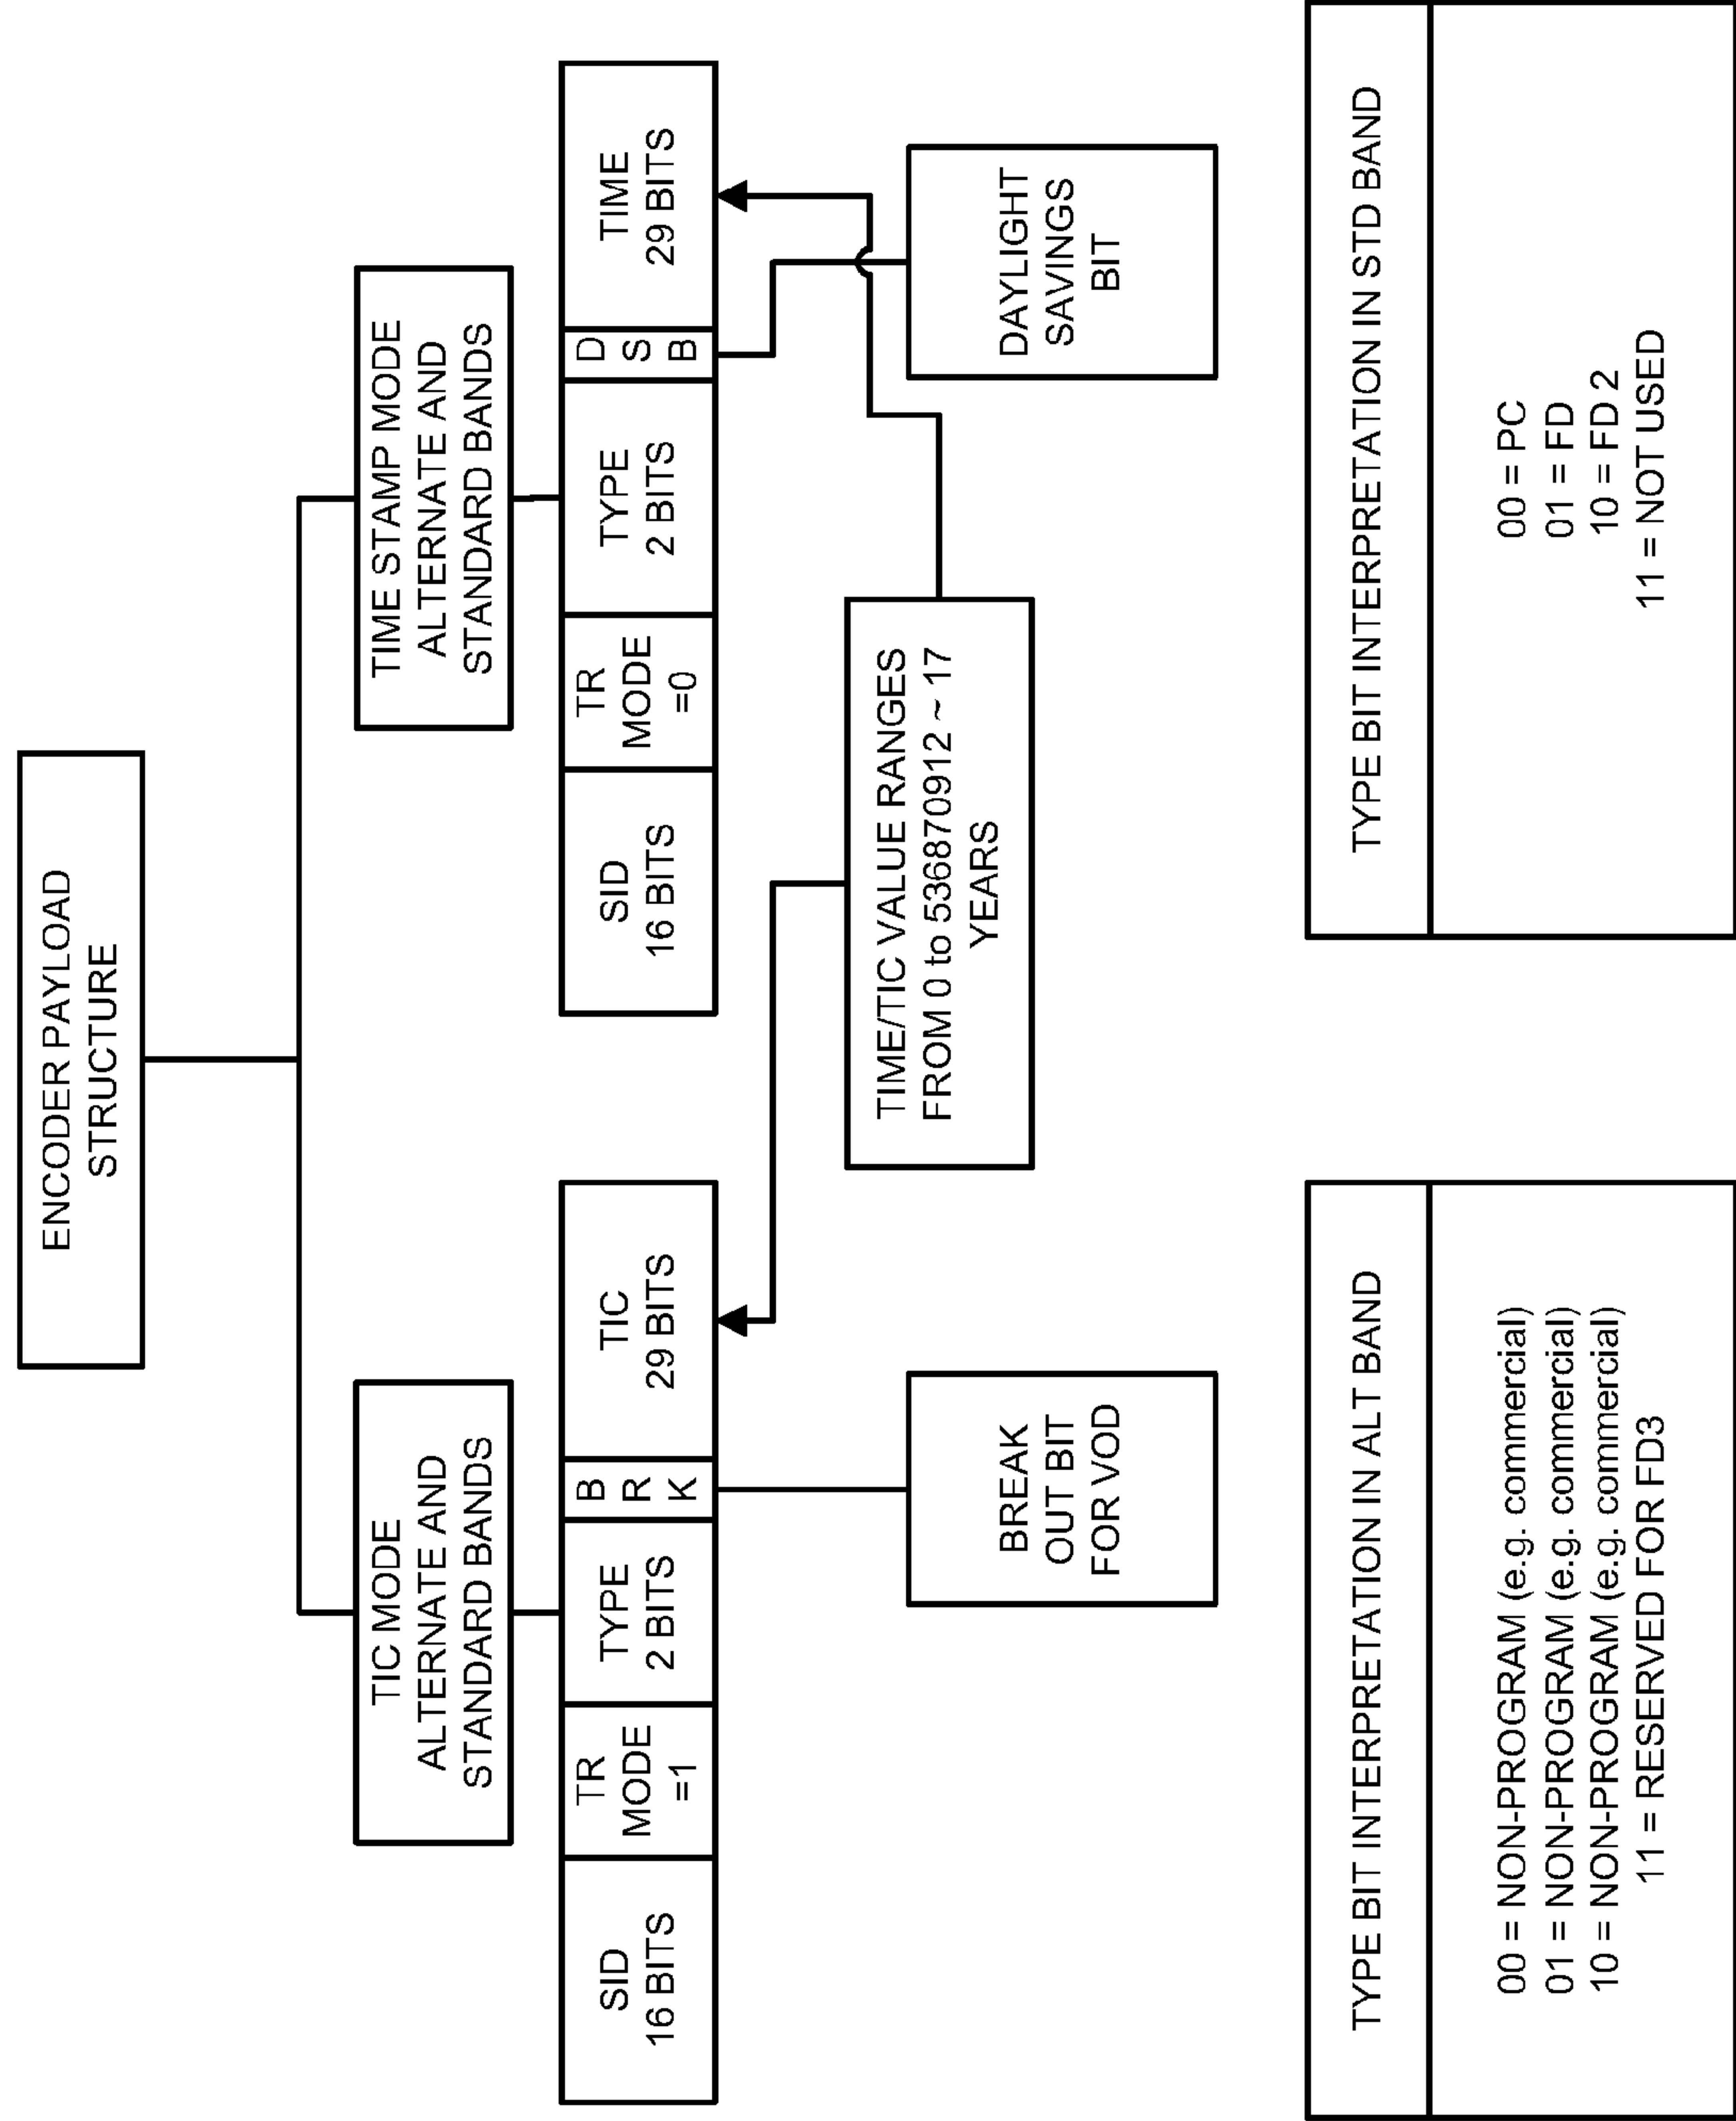 ENCODER PAYLOAD
STRUCTURE
TIC MODE
ALTERNATE AND
STANDARD BANDS
SID
16 BITS
TR
MODE
=1
TYPE
2 BITS
B
R
K
TIC
29 BITS
BREAK
OUT BIT
FOR VOD
TIME STAMP MODE
ALTERNATE AND
STANDARD BANDS
SID
16 BITS
TR
MODE
=0
TYPE
2 BITS
D
S
B
TIME
29 BITS
TIME/TIC VALUE RANGES
FROM 0 to 536870912 ~ 17
YEARS
DAYLIGHT
SAVINGS
BIT
TYPE BIT INTERPRETATION IN ALT BAND
00 = NON-PROGRAM (e.g. commercial)
01 = NON-PROGRAM (e.g. commercial)
10 = NON-PROGRAM (e.g. commercial)
11 = RESERVED FOR FD3
TYPE BIT INTERPRETATION IN STD BAND
00 = PC
01 = FD
10 = FD 2
11 = NOT USED